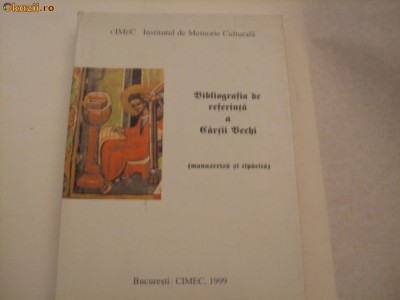 okazii.ro
cIMeC Institutul de Memorie Culturală
Bibliografia de
referință
a
Cărții Vechi
(manuscrisă și tipărită)
București: CIMEC, 1999